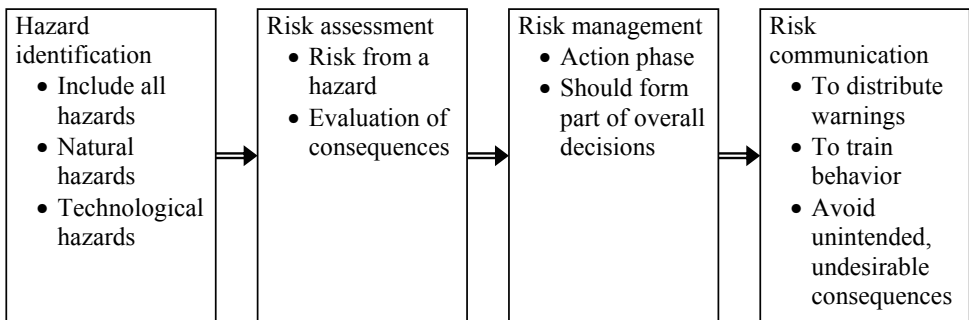 Hazard
identification
• Include all
hazards
• Natural
hazards
• Technological
hazards
Risk assessment
• Risk from a
hazard
• Evaluation of
consequences
Risk management
• Action phase
• Should form
part of overall
decisions
Risk
communication
• To distribute
warnings
• To train
behavior
• Avoid
unintended,
undesirable
consequences